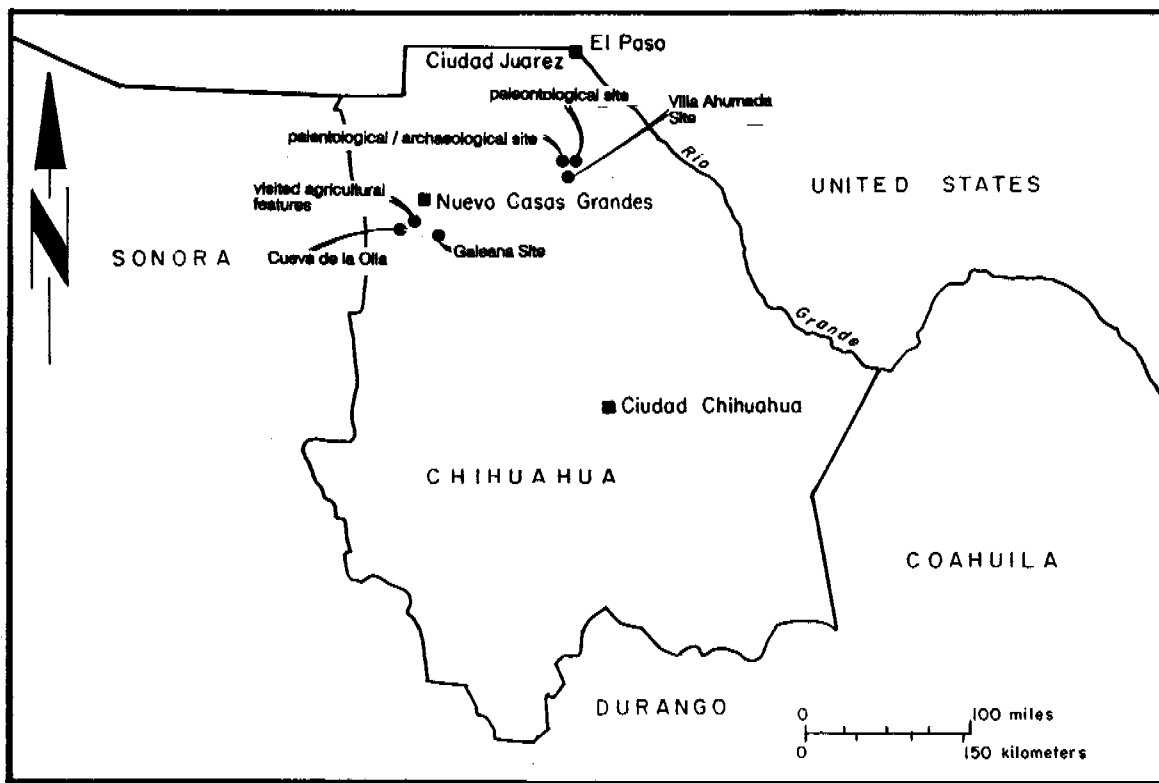 El Paso
Ciudad Juarez
paleontological site
Villa Ahumada
Site
palentological / archaeological site
Rio
visited agricultural
features
UNITED STATES
Nuevo Casas Grandes
SONORA
Cueva de la Olla
Galeana Site
Grande
Ciudad Chihuahua
CHIHUAHUA
COAHUILA
DURANGO
0 100 miles
0 150 kilometers
N